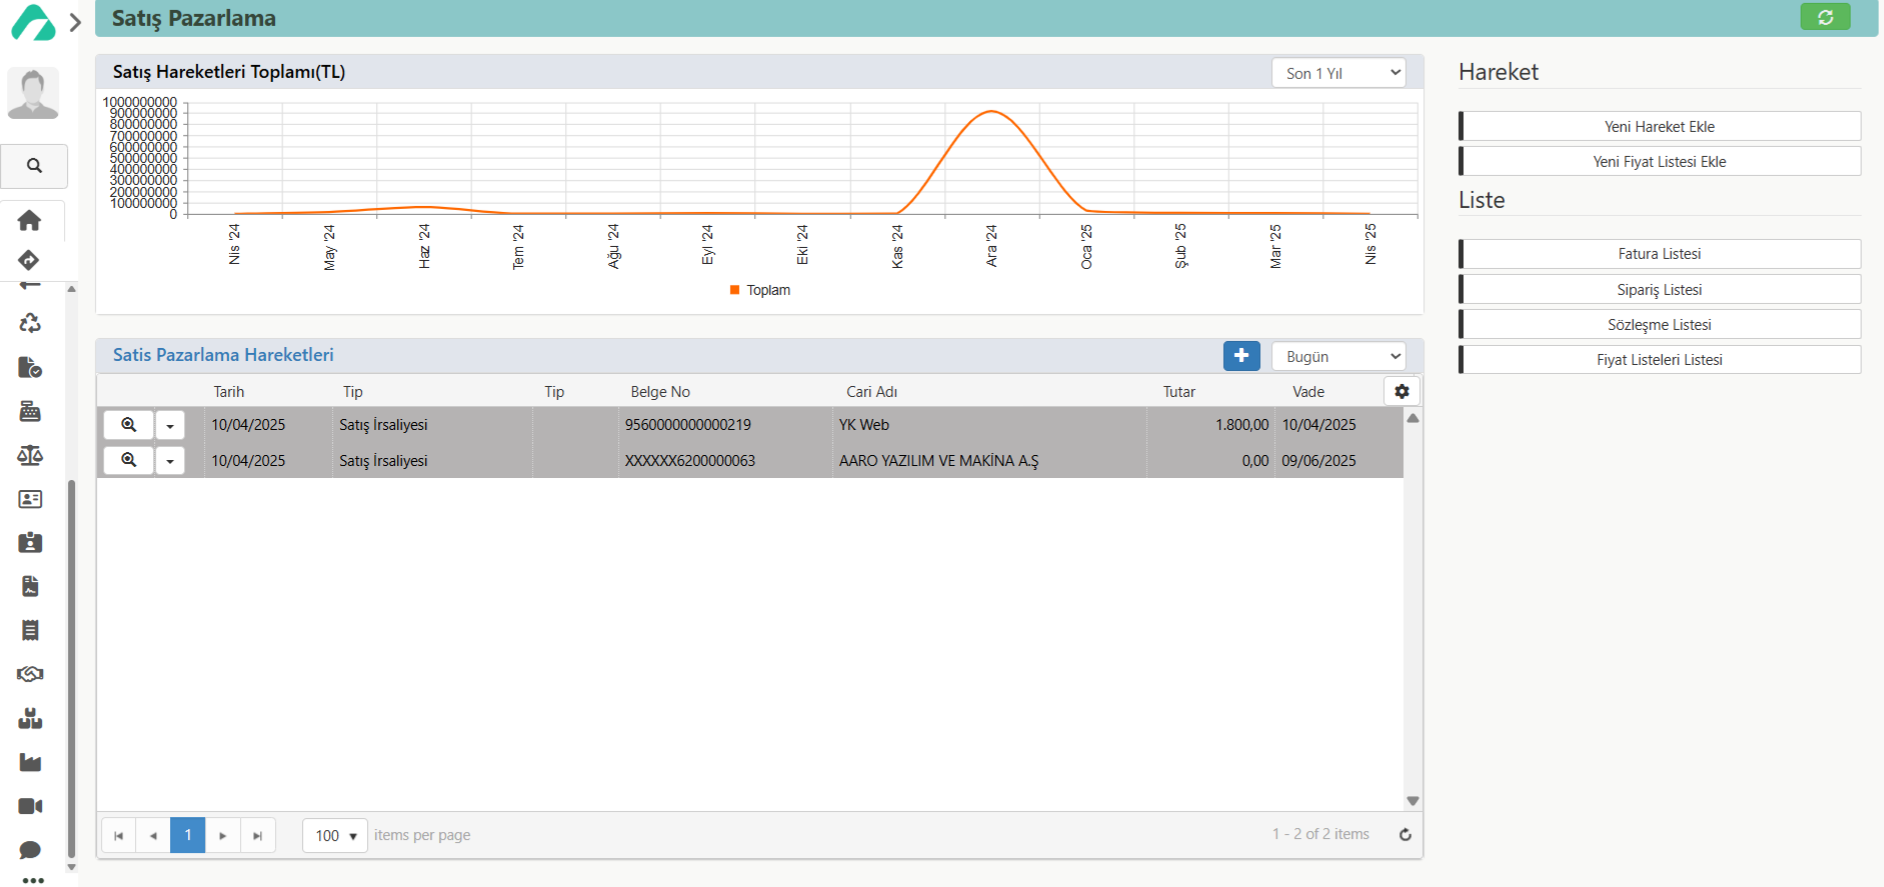 Satış Pazarlama
Satış Hareketleri Toplamı(TL)
Son 1 Yıl
1000000000
900000000
800000000
700000000
600000000
500000000
400000000
300000000
200000000
100000000
0
Nis '24
May '24
Haz '24
Tem '24
Ağu '24
Eyl '24
Eki '24
Kas '24
Ara '24
Oca '25
Şub '25
Mar '25
Nis '25
Toplam
Satis Pazarlama Hareketleri
Bugün
Tarih Tip Tip Belge No Cari Adı Tutar Vade
10/04/2025 Satış İrsaliyesi 9560000000000219 YK Web 1.800,00 10/04/2025
10/04/2025 Satış İrsaliyesi XXXXXX6200000063 AARO YAZILIM VE MAKİNA A.Ş 0,00 09/06/2025
1 100 items per page 1 - 2 of 2 items
Hareket
Yeni Hareket Ekle
Yeni Fiyat Listesi Ekle
Liste
Fatura Listesi
Sipariş Listesi
Sözleşme Listesi
Fiyat Listeleri Listesi